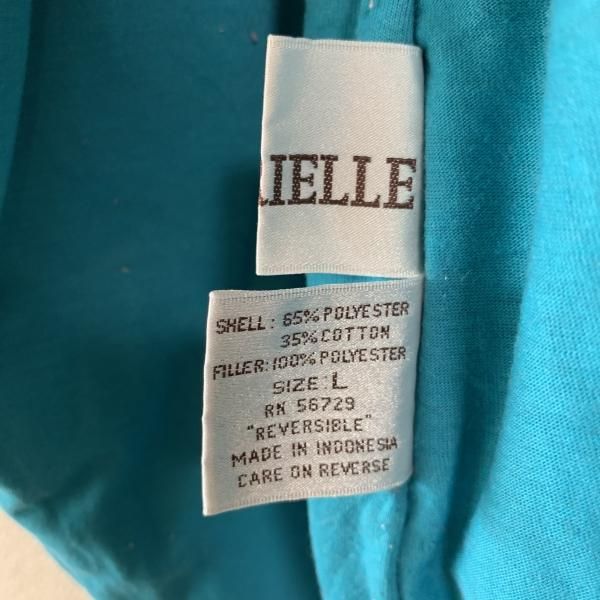 IELLE
SHELL: 65% POLYESTER
35% COTTON
FILLER: 100% POLYESTER
SIZE: L
RN 56729
"REVERSIBLE"
MADE IN INDONESIA
CARE ON REVERSE